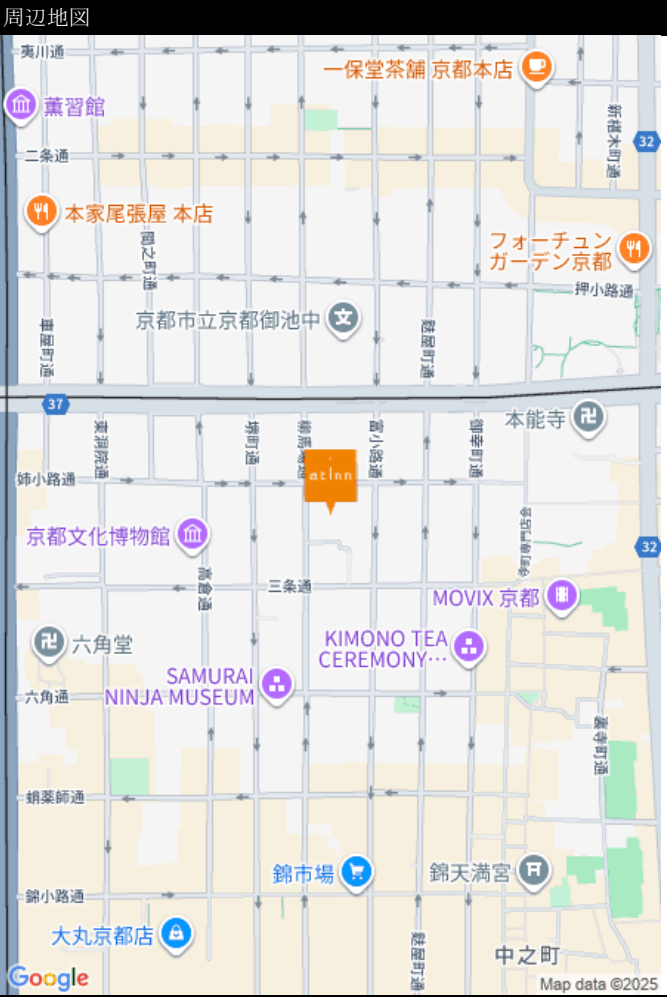 周辺地図
夷川通
一保堂茶舗 京都本店
薫習館
新椹木町通
32
二条通
本家尾張屋 本店
間之町通
フォーチュン
ガーデン京都
押小路通
京都市立京都御池中
車屋町通
麩屋町通
37
本能寺
東洞院通
堺町通
柳馬場通
富小路通
御幸町通
atInn
姉小路通
京都文化博物館
寺町専門店会
32
高倉通
三条通
MOVIX 京都
六角堂
KIMONO TEA
CEREMONY…
SAMURAI
NINJA MUSEUM
六角通
裏寺町通
蛸薬師通
錦市場
錦天満宮
錦小路通
大丸京都店
麩屋町通
中之町
Google
Map data ©2025